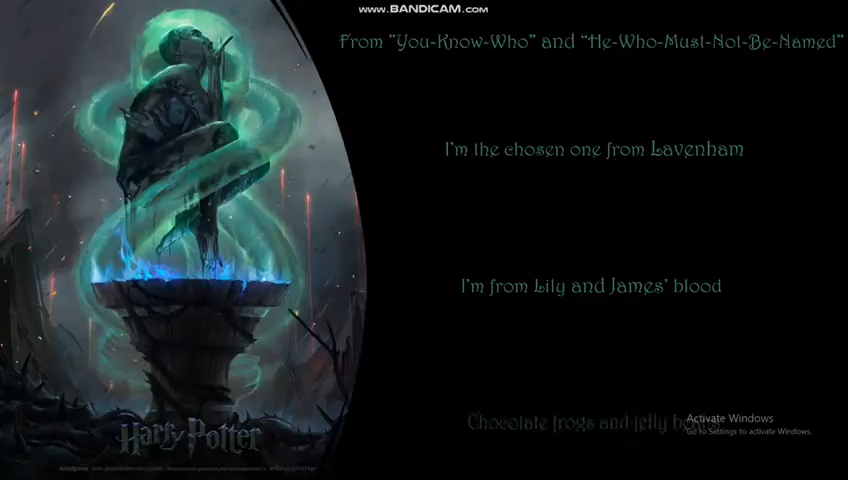 www.BANDICAM.com
From "You-Know-Who" and "He-Who-Must-Not-Be-Named"
I'm the chosen one from Lavenham
I'm from Lily and James' blood
Chocolate frogs and jelly
Activate Windows
Go to Settings to activate Windows.
Harry Potter